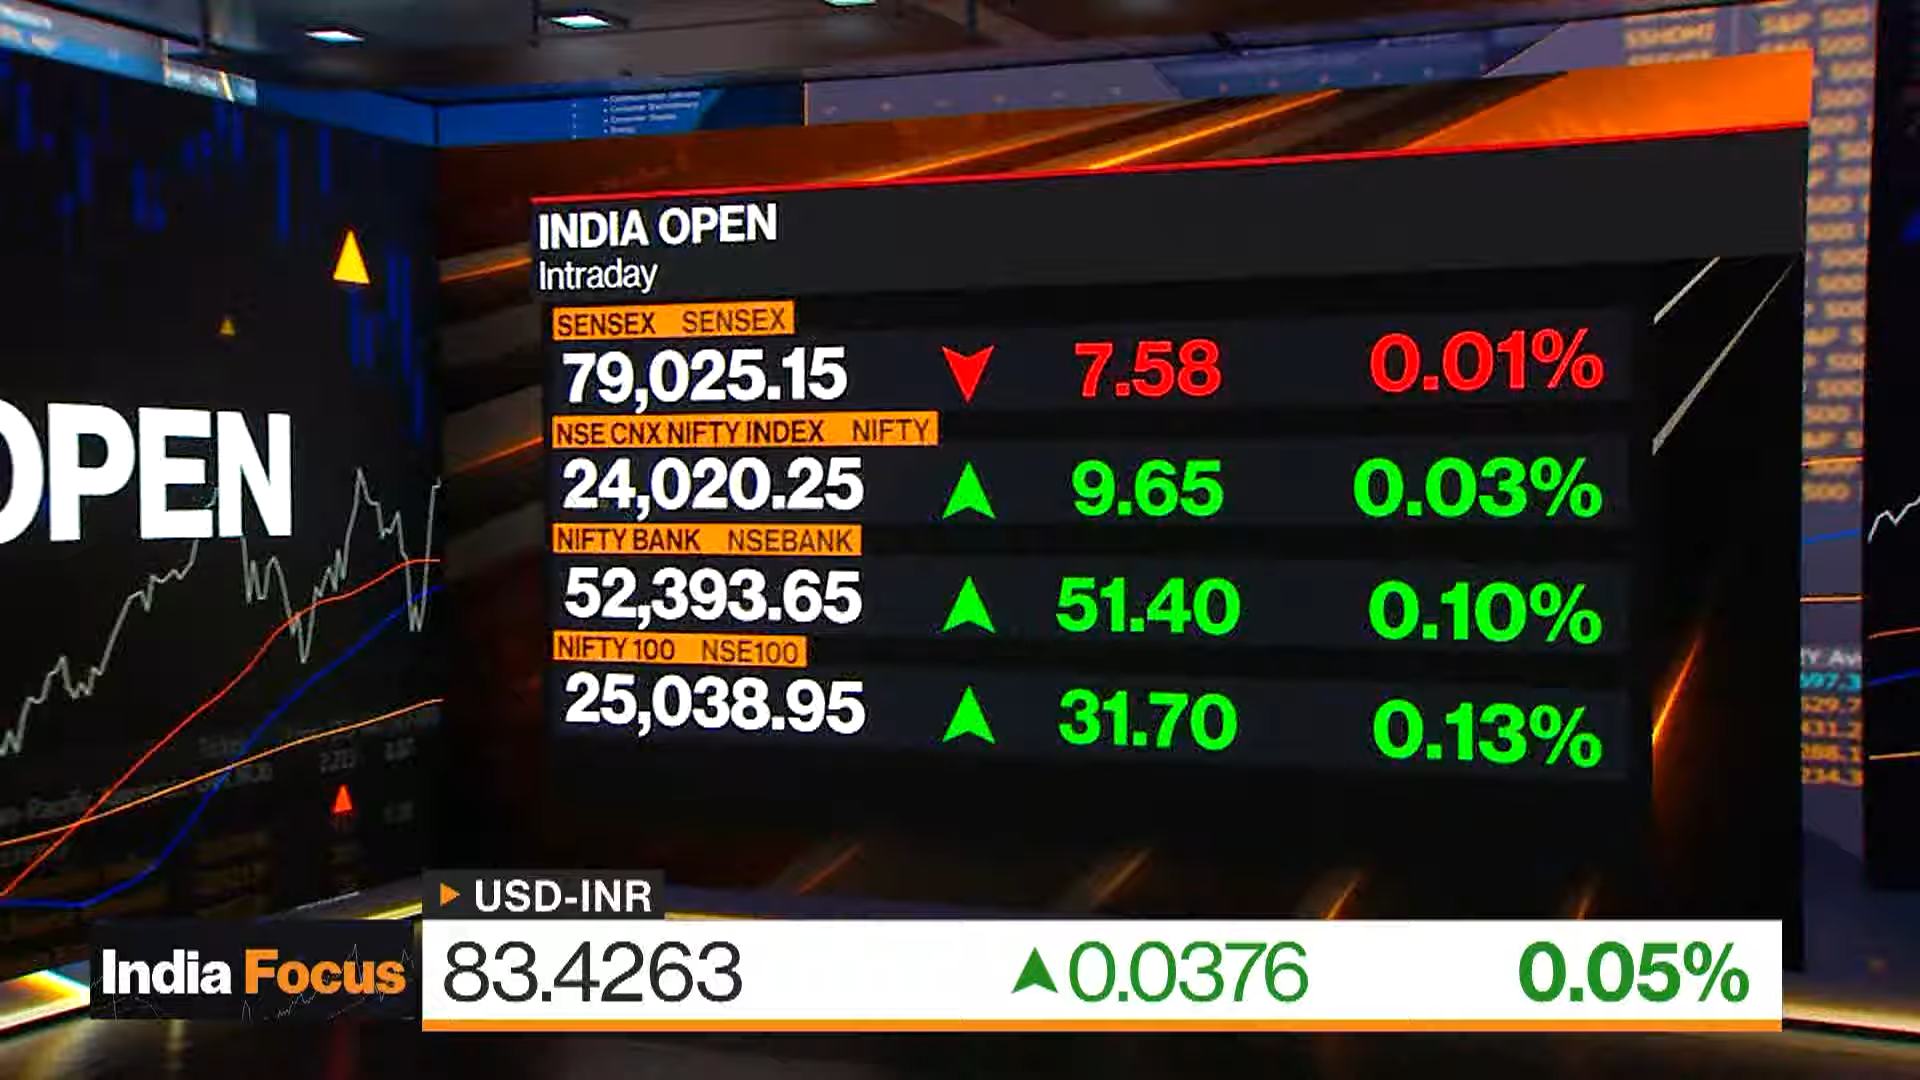 INDIA OPEN
Intraday
SENSEX SENSEX
79,025.15 7.58 0.01%
NSE CNX NIFTY INDEX NIFTY
24,020.25 9.65 0.03%
NIFTY BANK NSEBANK
52,393.65 51.40 0.10%
NIFTY 100 NSE100
25,038.95 31.70 0.13%
OPEN
USD-INR
India Focus
83.4263 0.0376 0.05%